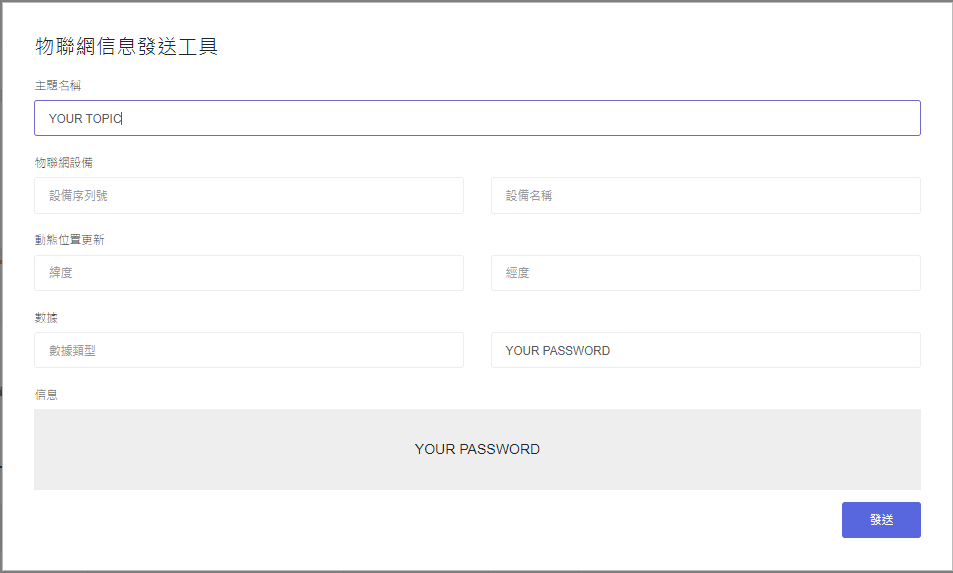 物聯網信息發送工具
主題名稱
YOUR TOPIC
物聯網設備
設備序列號 設備名稱
動態位置更新
緯度 經度
數據
數據類型 YOUR PASSWORD
信息
YOUR PASSWORD
發送